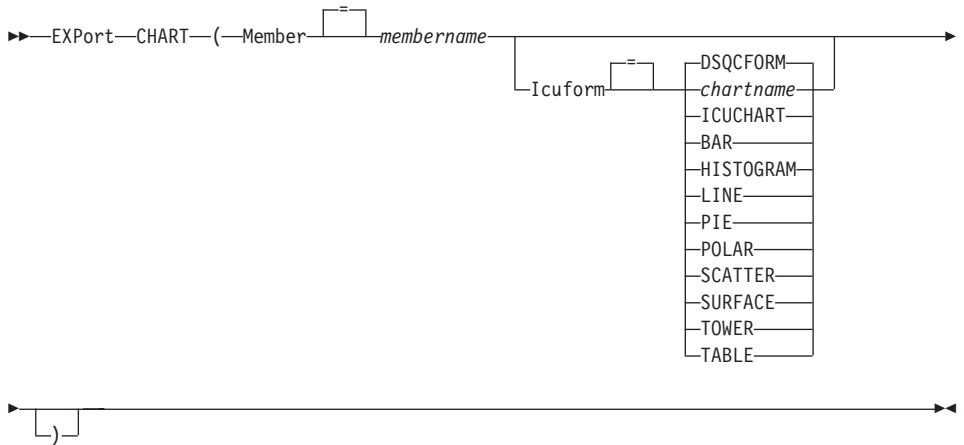 =
EXPort CHART ( Member membername
= DSQCFORM
Icuform chartname
ICUCHART
BAR
HISTOGRAM
LINE
PIE
POLAR
SCATTER
SURFACE
TOWER
TABLE
)